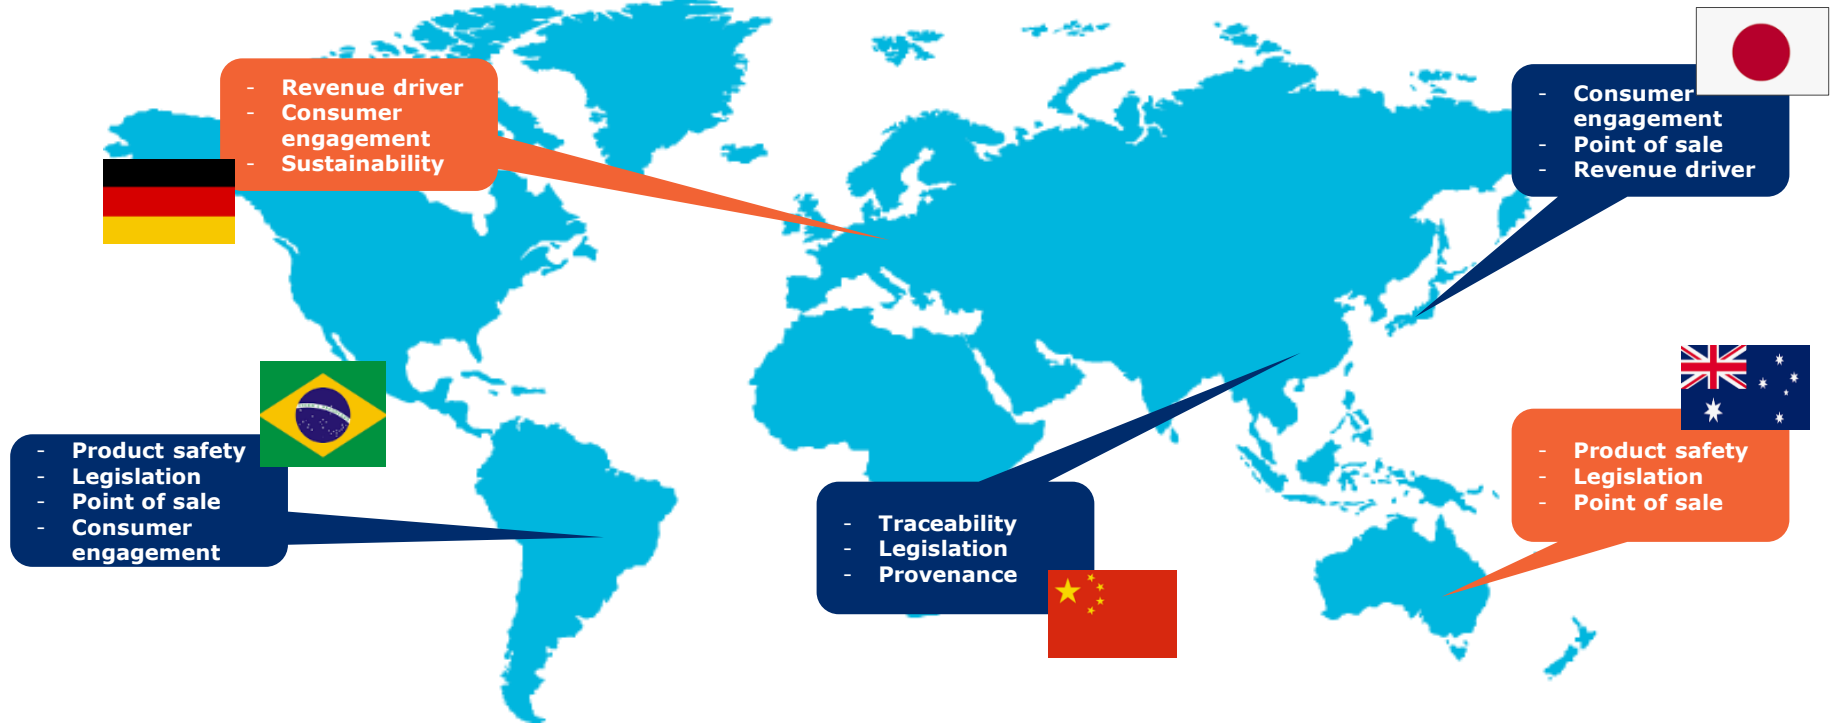 - Revenue driver
- Consumer
engagement
- Sustainability
- Consumer
engagement
- Point of sale
- Revenue driver
- Product safety
- Legislation
- Point of sale
- Consumer
engagement
- Traceability
- Legislation
- Provenance
- Product safety
- Legislation
- Point of sale